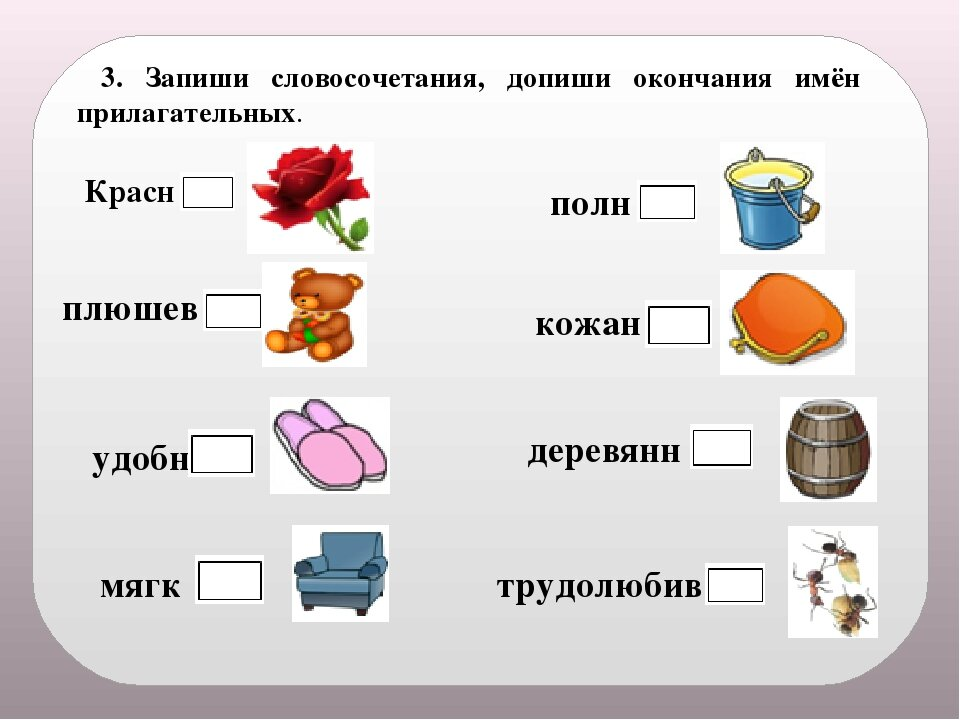 3. Запиши словосочетания, допиши окончания имён
прилагательных.
Красн
полн
плюшев
кожан
удобн
деревянн
мягк
трудолюбив